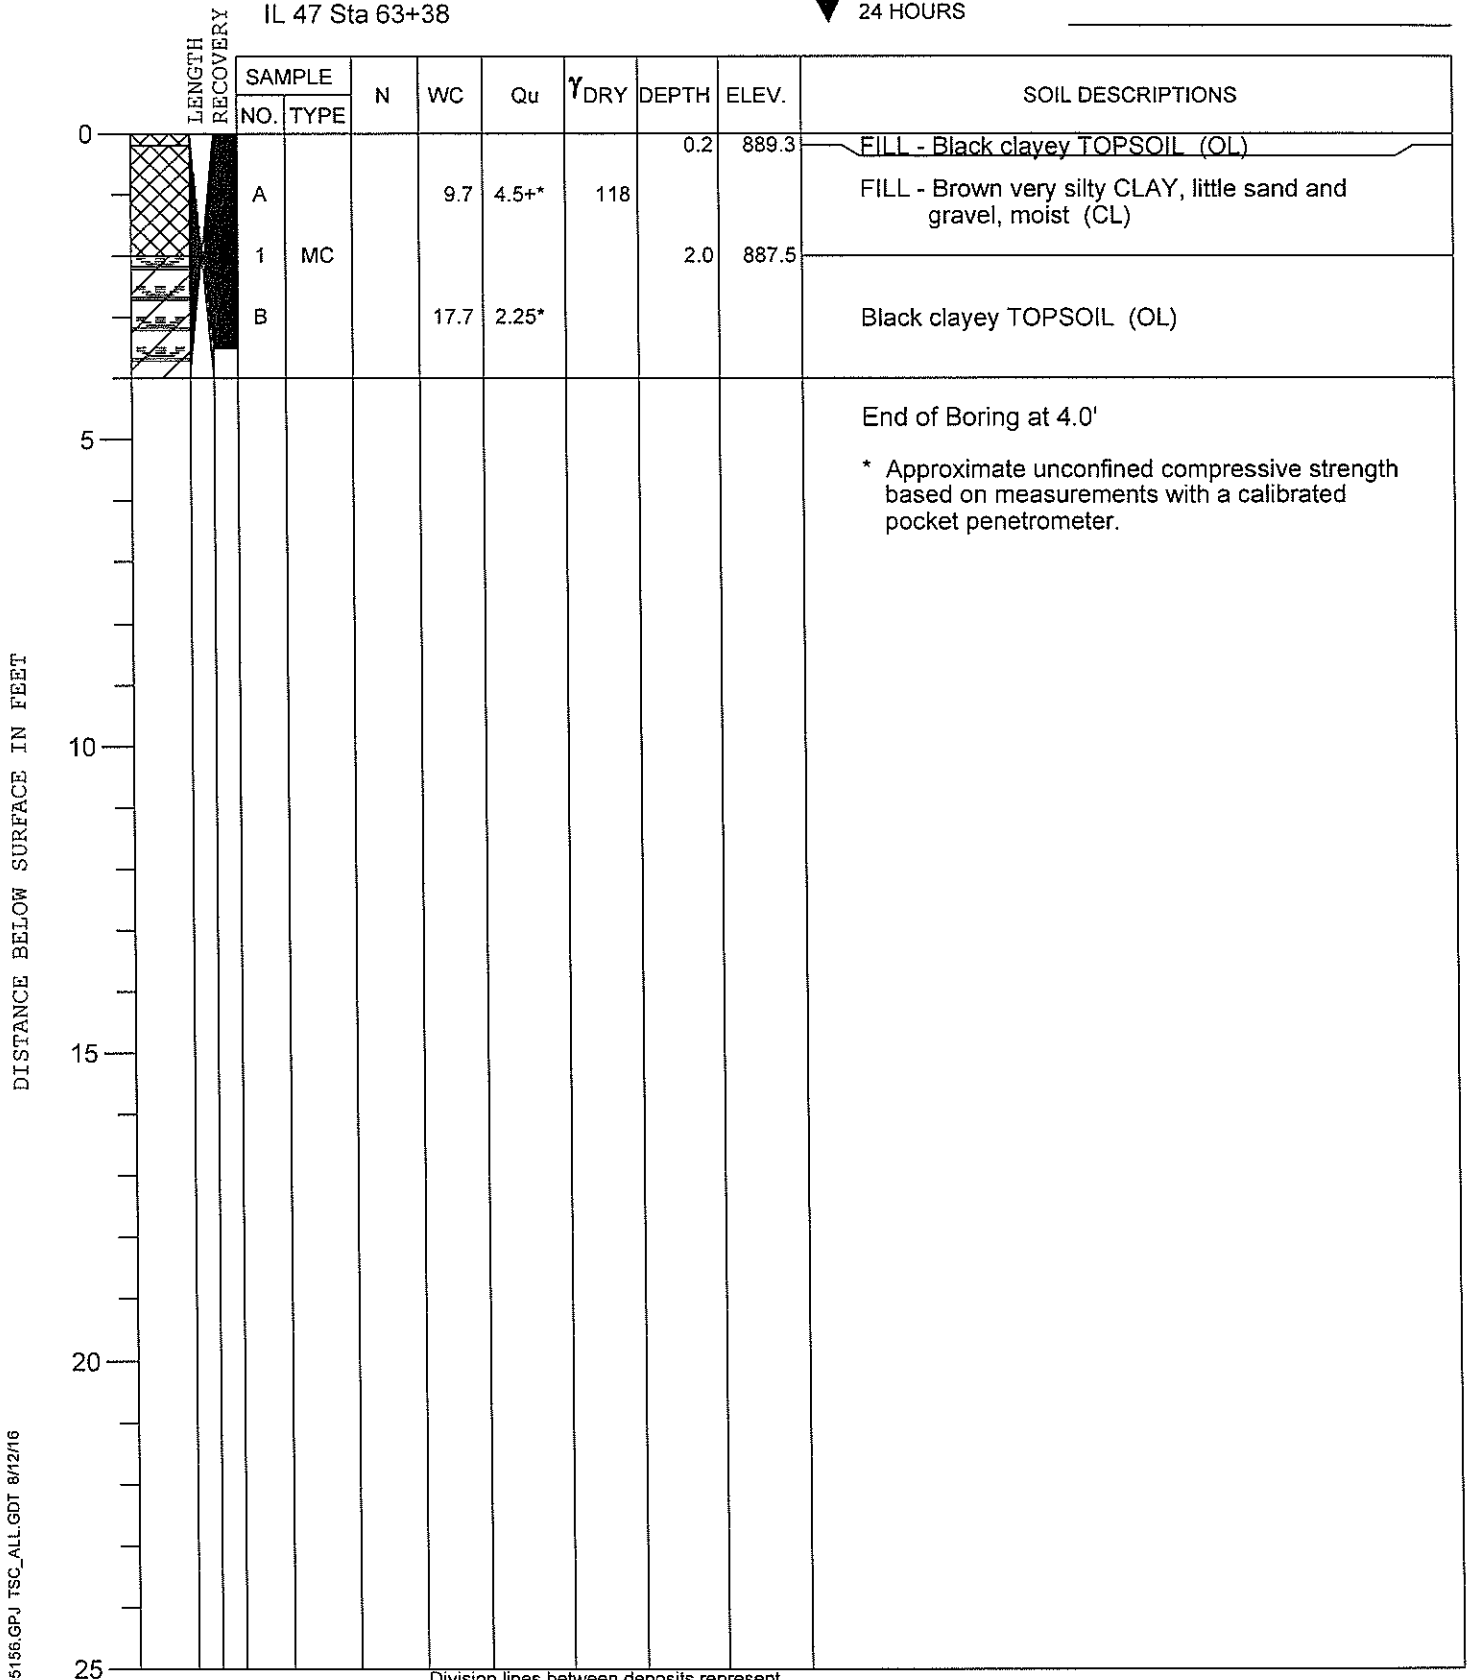 IL 47 Sta 63+38
24 HOURS
LENGTH
RECOVERY
SAMPLE
NO. TYPE N WC Qu γDRY DEPTH ELEV. SOIL DESCRIPTIONS
0
0.2 889.3 FILL - Black clayey TOPSOIL (OL)
A 9.7 4.5+* 118 FILL - Brown very silty CLAY, little sand and
gravel, moist (CL)
1 MC 2.0 887.5
B 17.7 2.25* Black clayey TOPSOIL (OL)
End of Boring at 4.0'
5
* Approximate unconfined compressive strength
based on measurements with a calibrated
pocket penetrometer.
10
15
20
25
DISTANCE BELOW SURFACE IN FEET
5156.GPJ TSC_ALL.GDT 8/12/16
Division lines between deposits represent